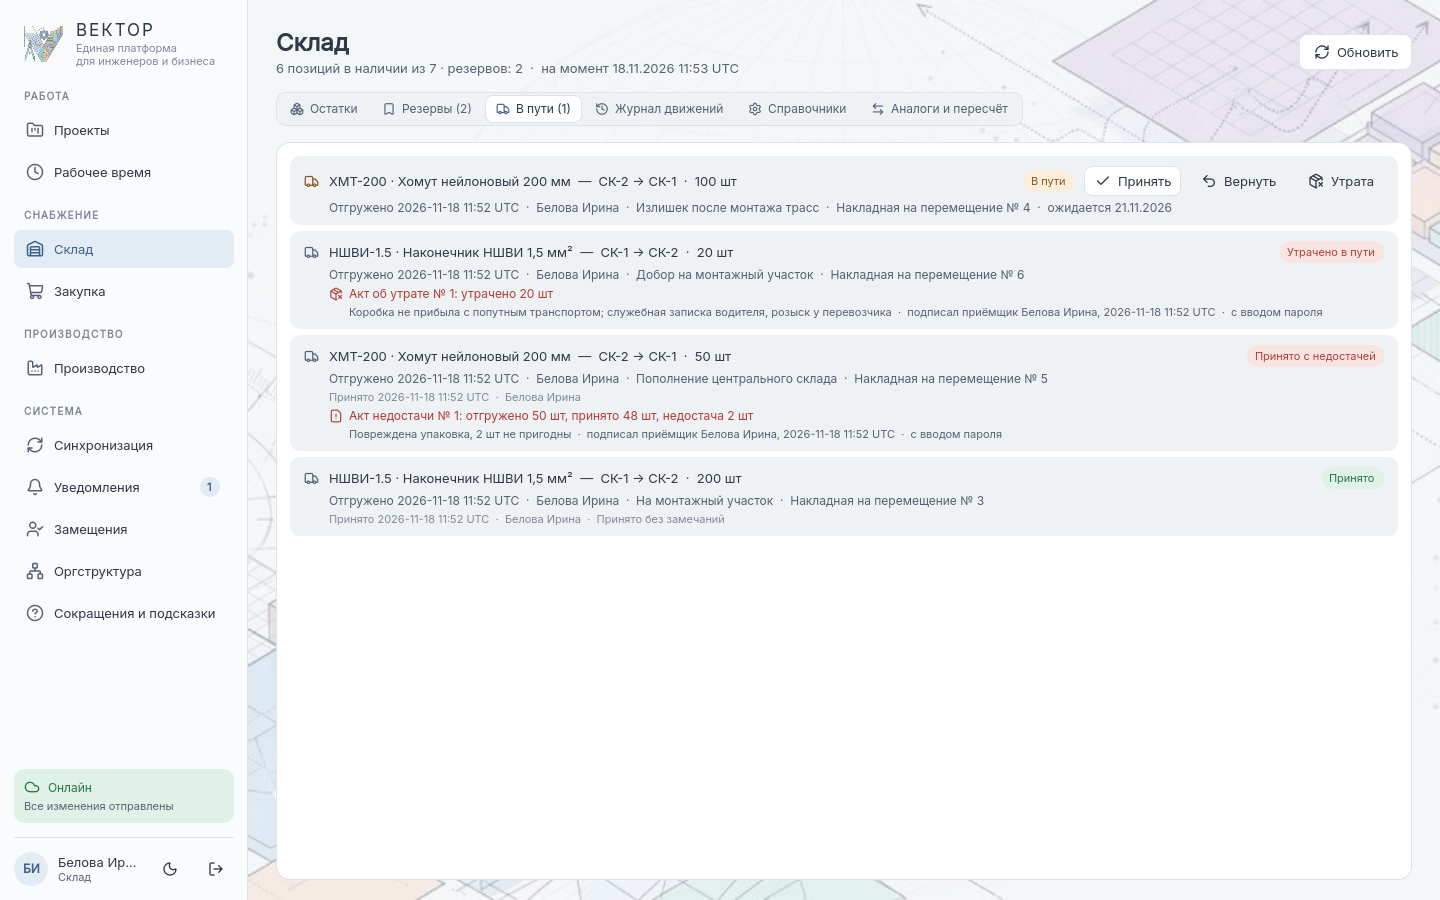 ВЕКТОР
Единая платформа
для инженеров и бизнеса
РАБОТА
Проекты
Рабочее время
СНАБЖЕНИЕ
Склад
Закупка
ПРОИЗВОДСТВО
Производство
СИСТЕМА
Синхронизация
Уведомления 1
Замещения
Оргструктура
Сокращения и подсказки
Онлайн
Все изменения отправлены
БИ
Белова Ир...
Склад
Склад
6 позиций в наличии из 7 · резервов: 2 · на момент 18.11.2026 11:53 UTC
Обновить
Остатки Резервы (2) В пути (1) Журнал движений Справочники Аналоги и пересчёт
ХМТ-200 · Хомут нейлоновый 200 мм — СК-2 → СК-1 · 100 шт
В пути Принять Вернуть Утрата
Отгружено 2026-11-18 11:52 UTC · Белова Ирина · Излишек после монтажа трасс · Накладная на перемещение № 4 · ожидается 21.11.2026
НШВИ-1.5 · Наконечник НШВИ 1,5 мм² — СК-1 → СК-2 · 20 шт
Утрачено в пути
Отгружено 2026-11-18 11:52 UTC · Белова Ирина · Добор на монтажный участок · Накладная на перемещение № 6
Акт об утрате № 1: утрачено 20 шт
Коробка не прибыла с попутным транспортом; служебная записка водителя, розыск у перевозчика · подписал приёмщик Белова Ирина, 2026-11-18 11:52 UTC · с вводом пароля
ХМТ-200 · Хомут нейлоновый 200 мм — СК-2 → СК-1 · 50 шт
Принято с недостачей
Отгружено 2026-11-18 11:52 UTC · Белова Ирина · Пополнение центрального склада · Накладная на перемещение № 5
Принято 2026-11-18 11:52 UTC · Белова Ирина
Акт недостачи № 1: отгружено 50 шт, принято 48 шт, недостача 2 шт
Повреждена упаковка, 2 шт не пригодны · подписал приёмщик Белова Ирина, 2026-11-18 11:52 UTC · с вводом пароля
НШВИ-1.5 · Наконечник НШВИ 1,5 мм² — СК-1 → СК-2 · 200 шт
Принято
Отгружено 2026-11-18 11:52 UTC · Белова Ирина · На монтажный участок · Накладная на перемещение № 3
Принято 2026-11-18 11:52 UTC · Белова Ирина · Принято без замечаний